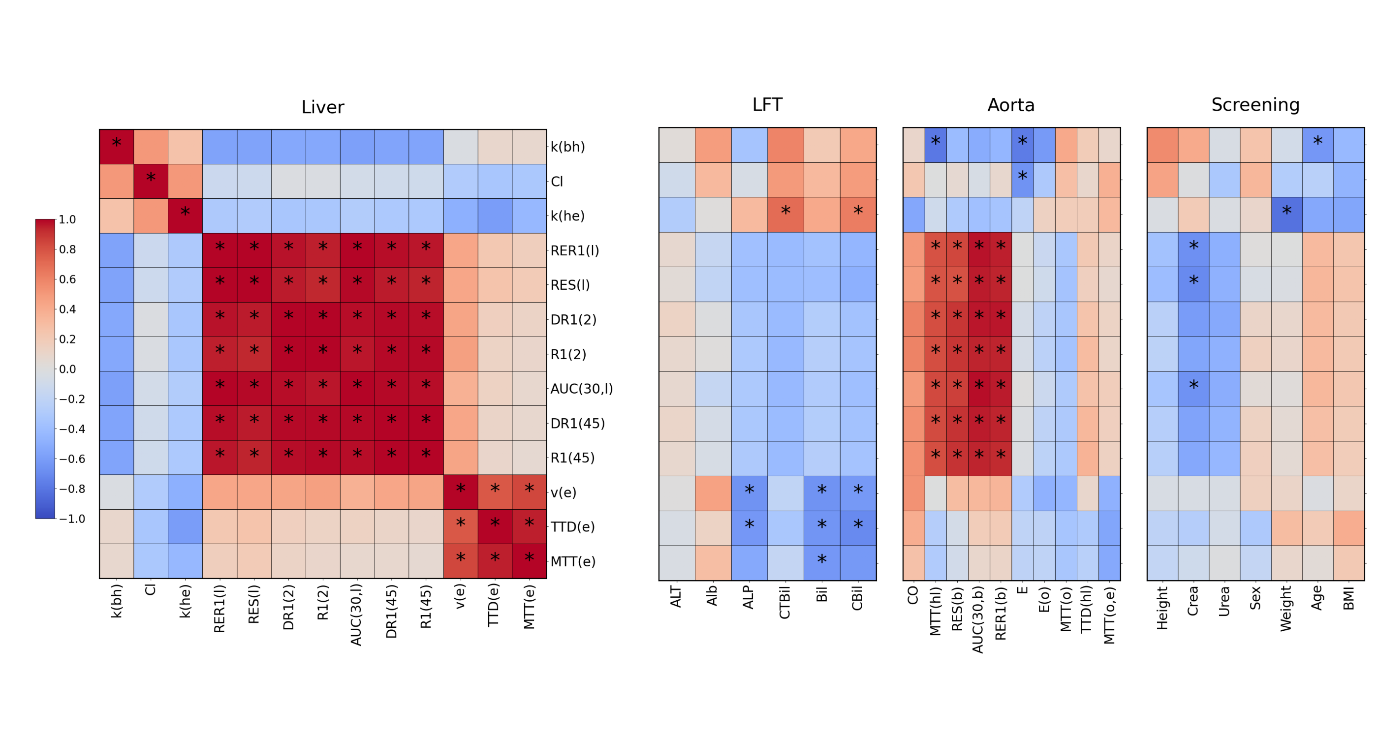 Liver
LFT
Aorta
Screening
1.0
0.8
0.6
0.4
0.2
0.0
−0.2
−0.4
−0.6
−0.8
−1.0
* k(bh)
* Cl
* k(he)
* * * * * * * RER1(l)
* * * * * * * RES(l)
* * * * * * * DR1(2)
* * * * * * * R1(2)
* * * * * * * AUC(30,l)
* * * * * * * DR1(45)
* * * * * * * R1(45)
* * * v(e)
* * * TTD(e)
* * * MTT(e)
k(bh) Cl k(he) RER1(l) RES(l) DR1(2) R1(2) AUC(30,l) DR1(45) R1(45) v(e) TTD(e) MTT(e)
* *
* * *
* * *
*
ALT Alb ALP CTBil Bil CBil
* *
*
* * * *
* * * *
* * * *
* * * *
* * * *
* * * *
* * * *
CO MTT(hl) RES(b) AUC(30,b) RER1(b) E E(o) MTT(o) TTD(hl) MTT(o,e)
*
*
*
*
*
Height Crea Urea Sex Weight Age BMI